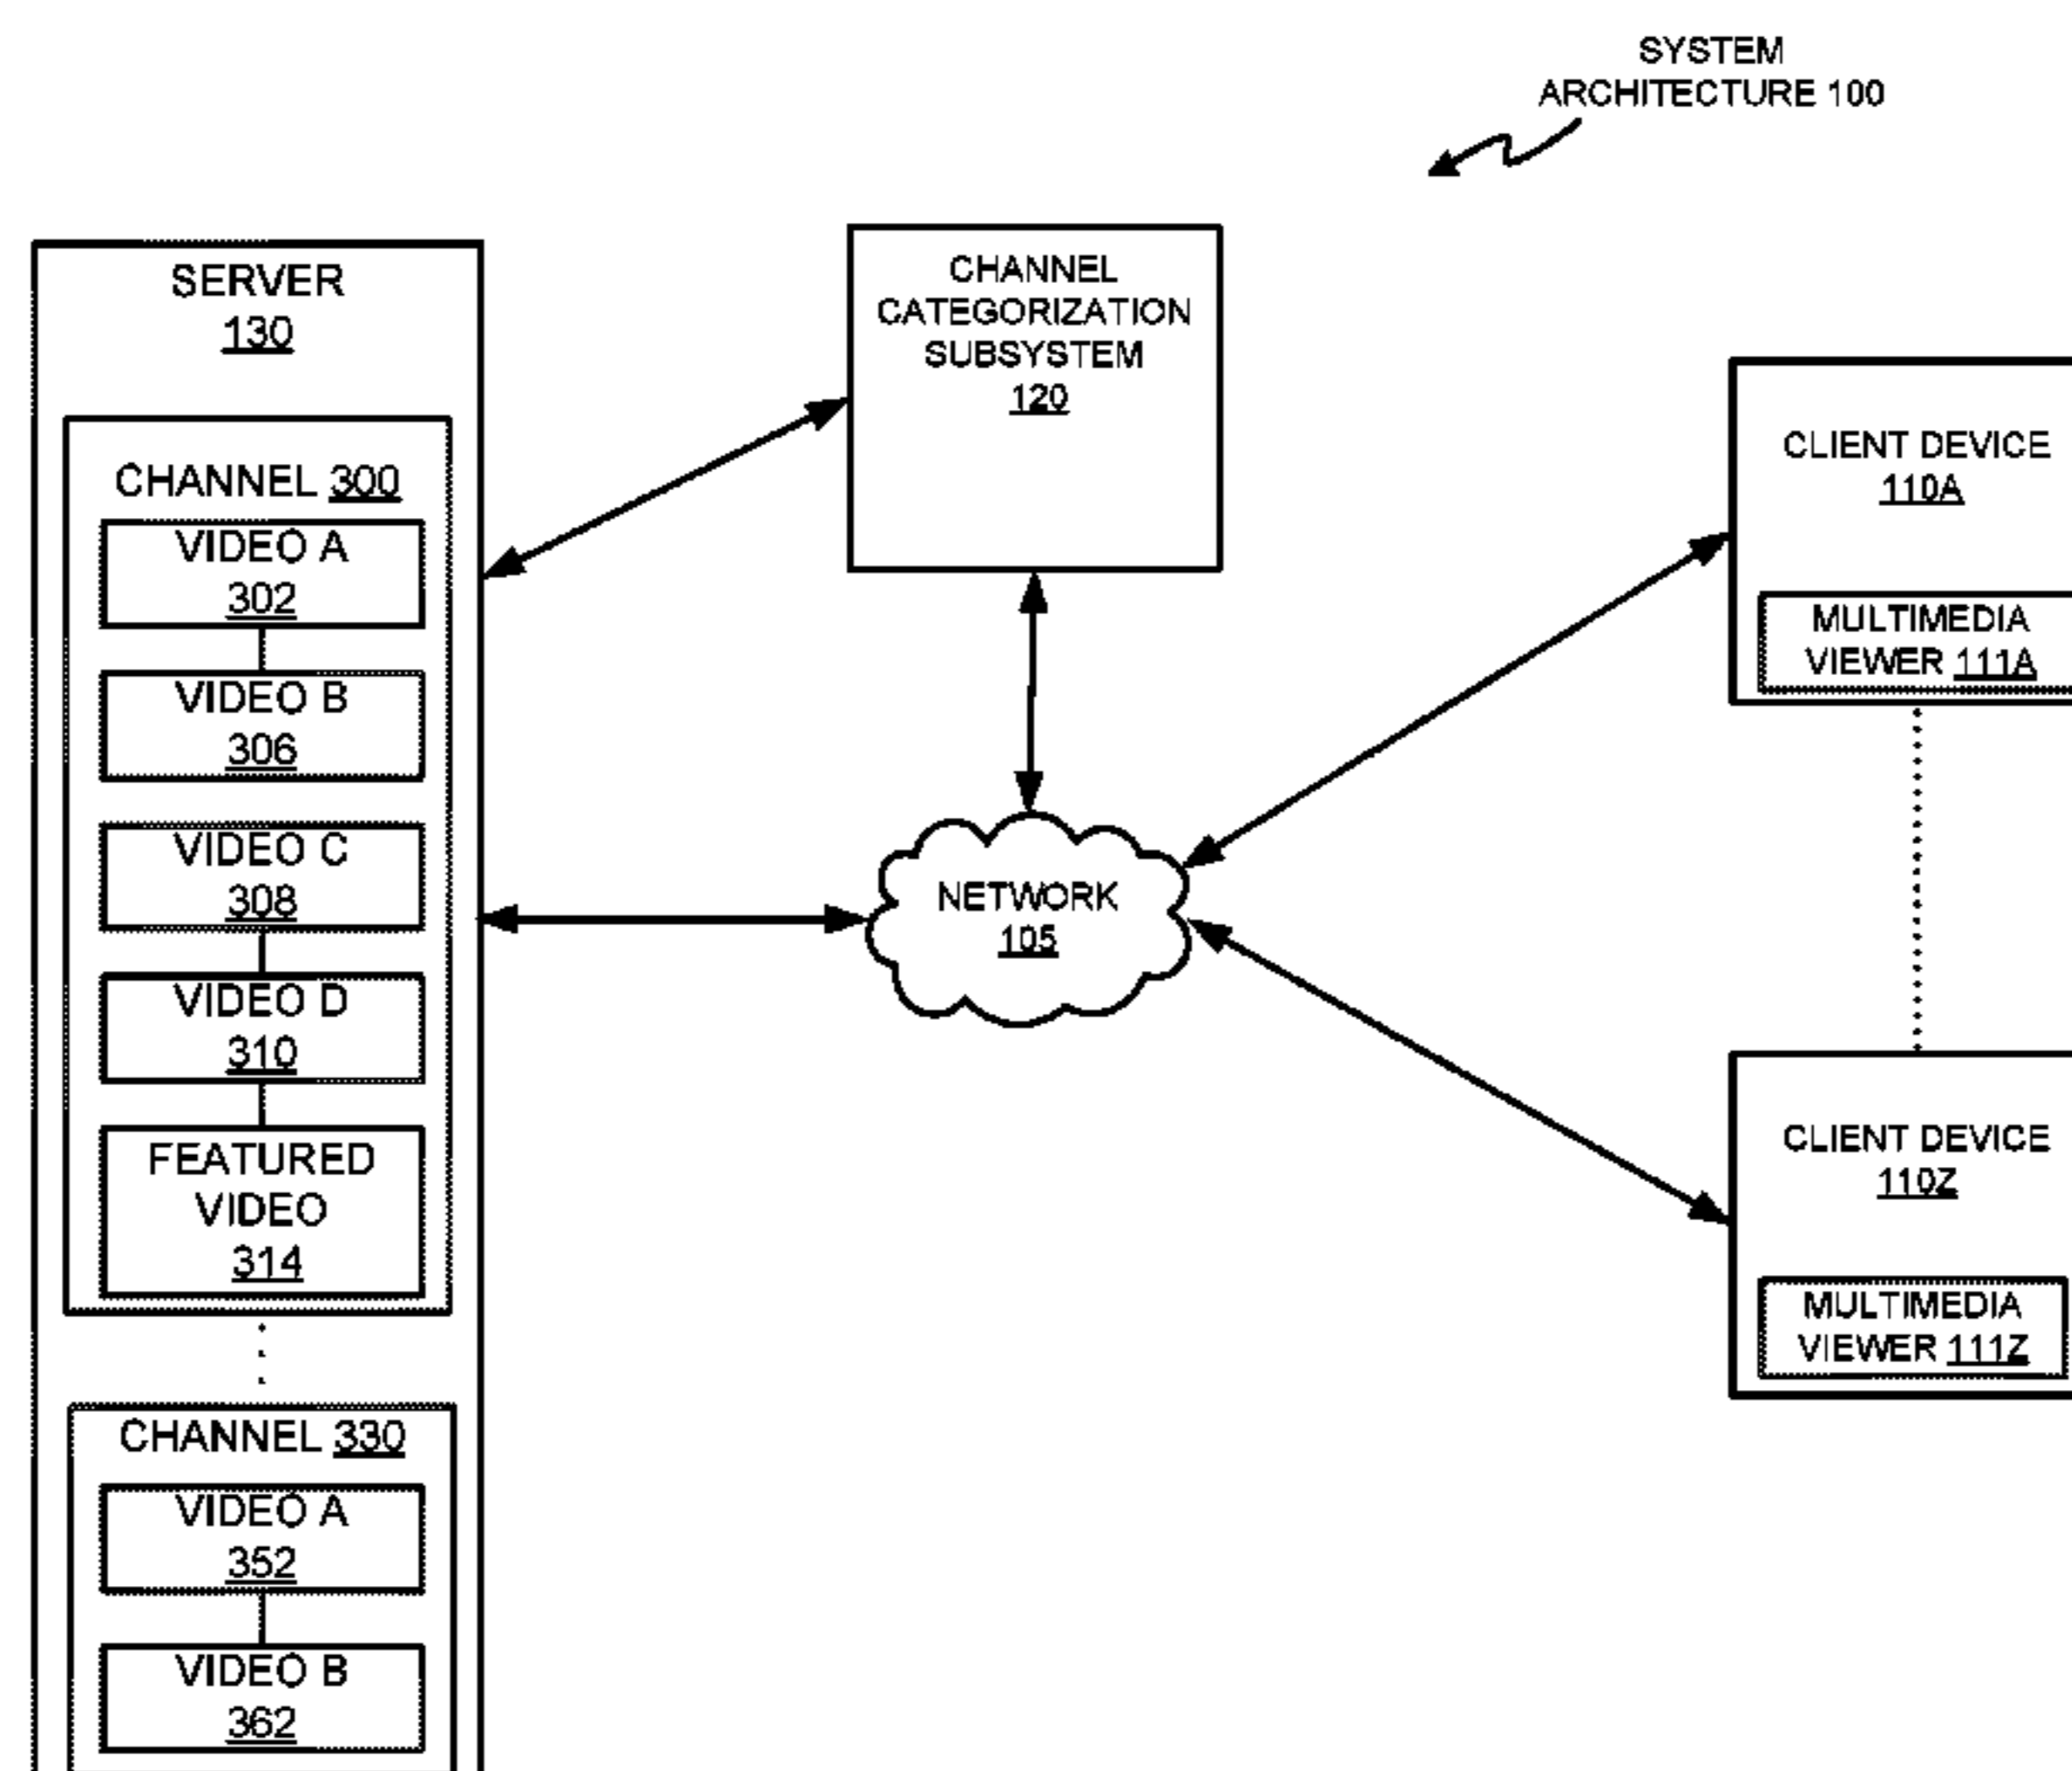 SYSTEM
ARCHITECTURE 100
SERVER
130
CHANNEL 300
VIDEO A
302
VIDEO B
306
VIDEO C
308
VIDEO D
310
FEATURED
VIDEO
314
CHANNEL 330
VIDEO A
352
VIDEO B
362
CHANNEL
CATEGORIZATION
SUBSYSTEM
120
NETWORK
105
CLIENT DEVICE
110A
MULTIMEDIA
VIEWER 111A
CLIENT DEVICE
110Z
MULTIMEDIA
VIEWER 111Z